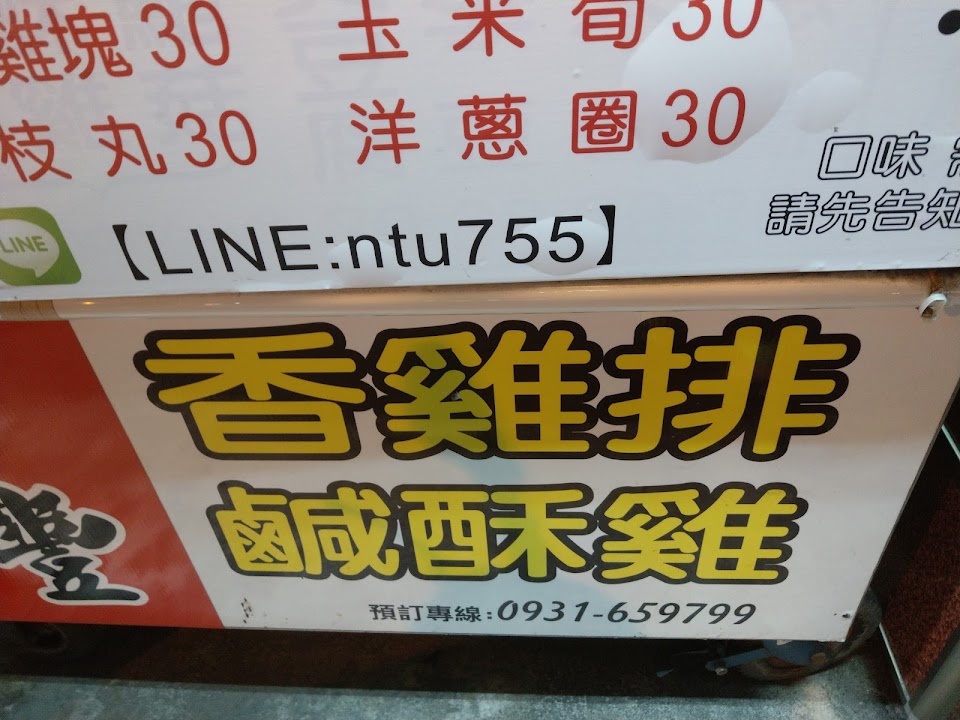 雞塊30 玉米筍30
枝丸30 洋蔥圈30
口味
請先告知
LINE
【LINE:ntu755】
香雞排
鹹酥雞
預訂專線:0931-659799